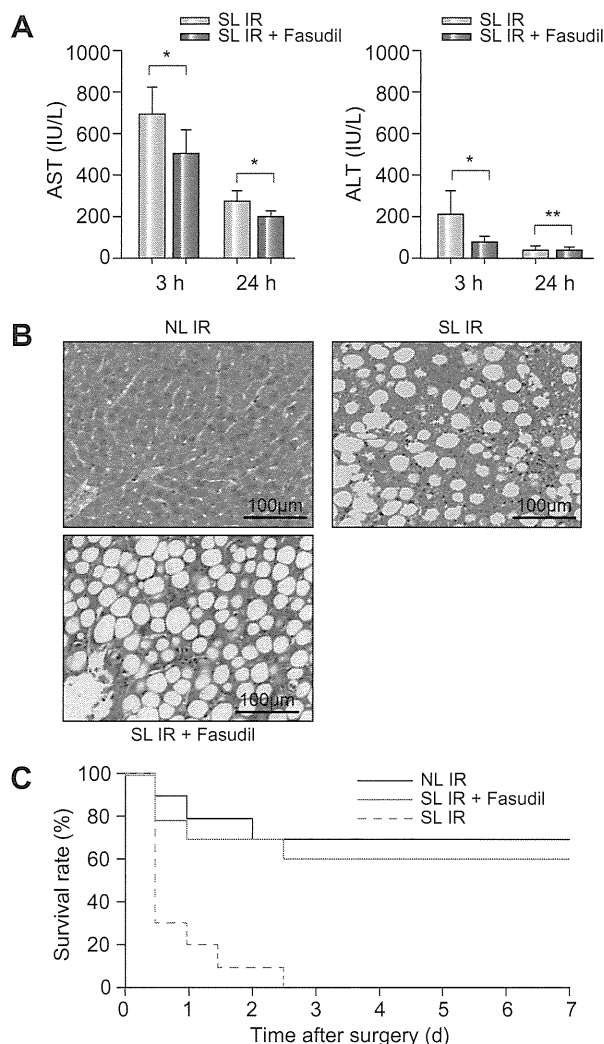 A
SL IR
SL IR + Fasudil
AST (IU/L)
1000
800
600
400
200
0
*
*
3 h
24 h
SL IR
SL IR + Fasudil
ALT (IU/L)
1000
800
600
400
200
0
*
**
3 h
24 h
B
NL IR
100μm
SL IR
100μm
100μm
SL IR + Fasudil
C
Survival rate (%)
100
80
60
40
20
0
NL IR
SL IR + Fasudil
SL IR
0 1 2 3 4 5 6 7
Time after surgery (d)